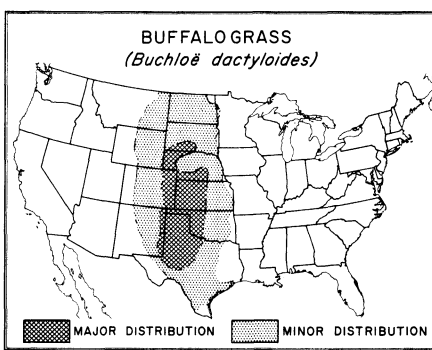 BUFFALO GRASS
(Buchloë dactyloides)
MAJOR DISTRIBUTION MINOR DISTRIBUTION